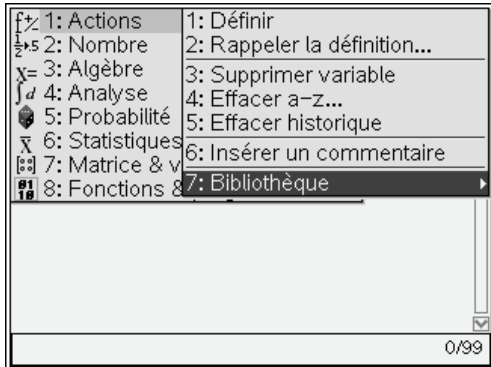 1: Actions
2: Nombre
3: Algèbre
4: Analyse
5: Probabilité
6: Statistiques
7: Matrice & v
8: Fonctions &
1: Définir
2: Rappeler la définition...
3: Supprimer variable
4: Effacer a-z...
5: Effacer historique
6: Insérer un commentaire
7: Bibliothèque
0/99